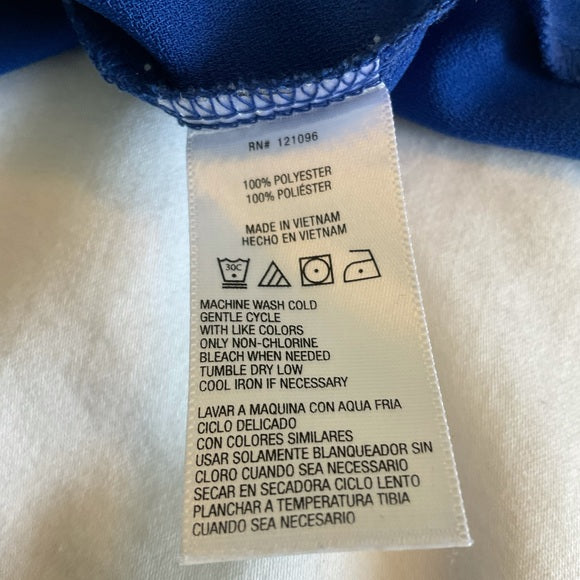 RN# 121096
100% POLYESTER
100% POLIÉSTER
MADE IN VIETNAM
HECHO EN VIETNAM
30C
MACHINE WASH COLD
GENTLE CYCLE
WITH LIKE COLORS
ONLY NON-CHLORINE
BLEACH WHEN NEEDED
TUMBLE DRY LOW
COOL IRON IF NECESSARY
LAVAR A MAQUINA CON AQUA FRIA
CICLO DELICADO
CON COLORES SIMILARES
USAR SOLAMENTE BLANQUEADOR SIN
CLORO CUANDO SEA NECESSARIO
SECAR EN SECADORA CICLO LENTO
PLANCHAR A TEMPERATURA TIBIA
CUANDO SEA NECESSARIO